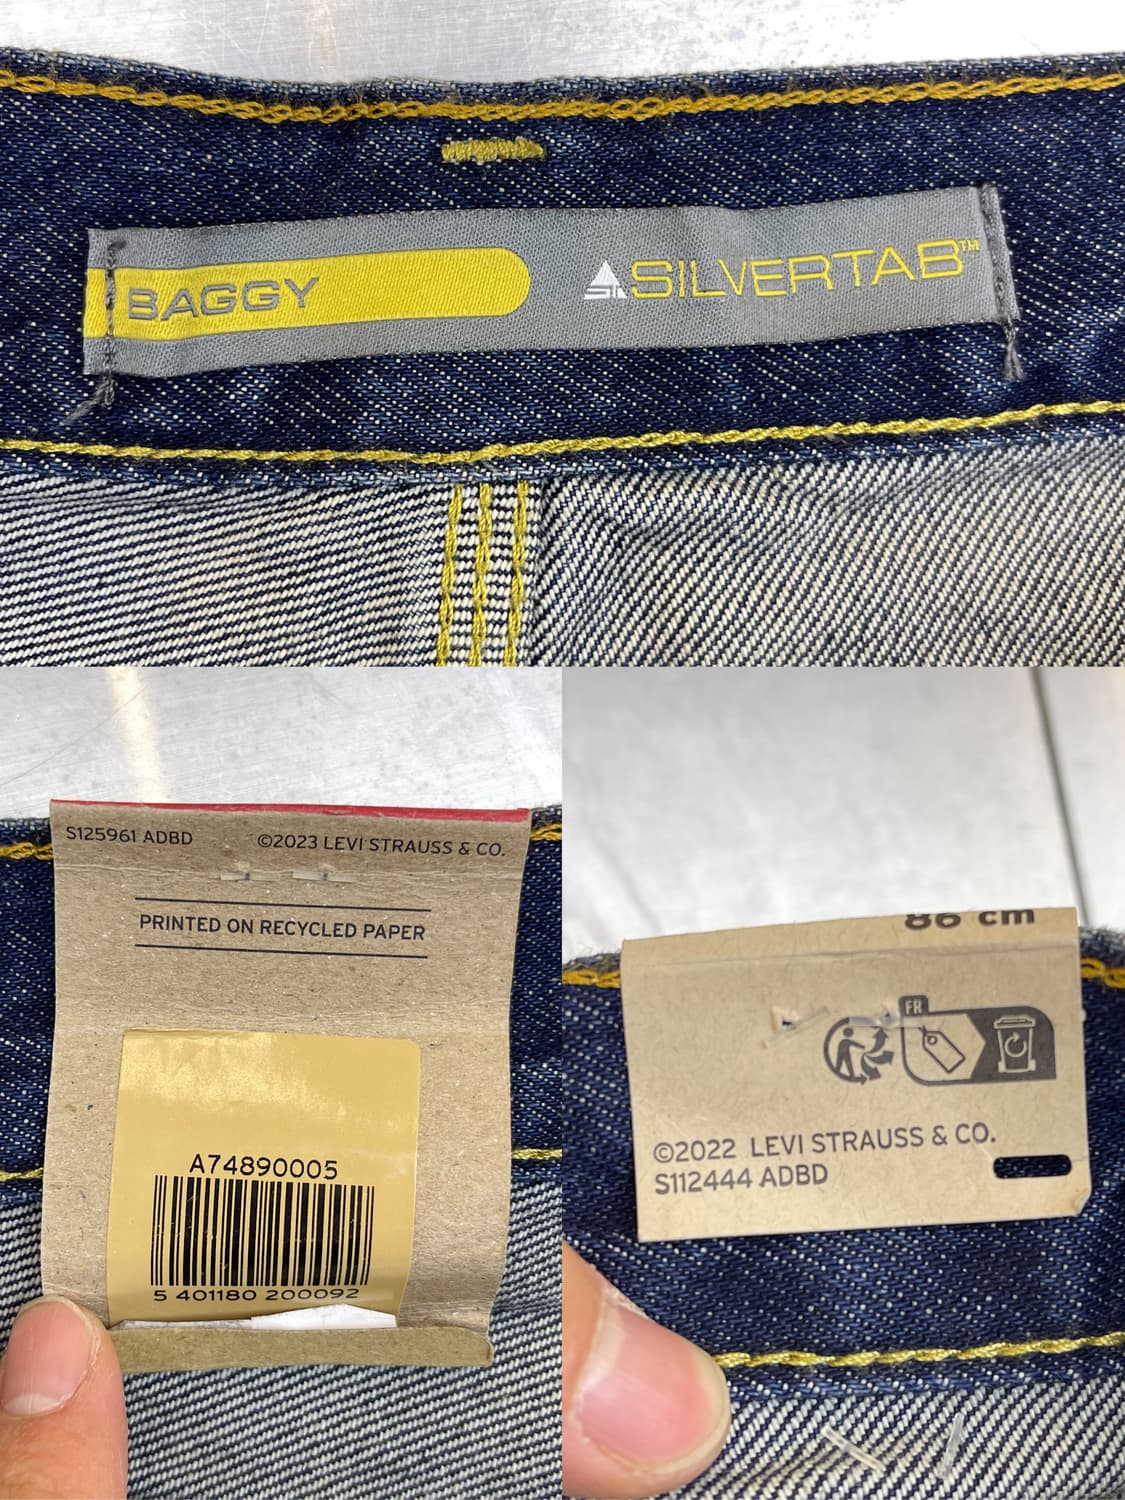 BAGGY
SILVERTAB™
S125961 ADBD ©2023 LEVI STRAUSS & CO.
PRINTED ON RECYCLED PAPER
A74890005
5 401180 200092
86 cm
FR
©2022 LEVI STRAUSS & CO.
S112444 ADBD